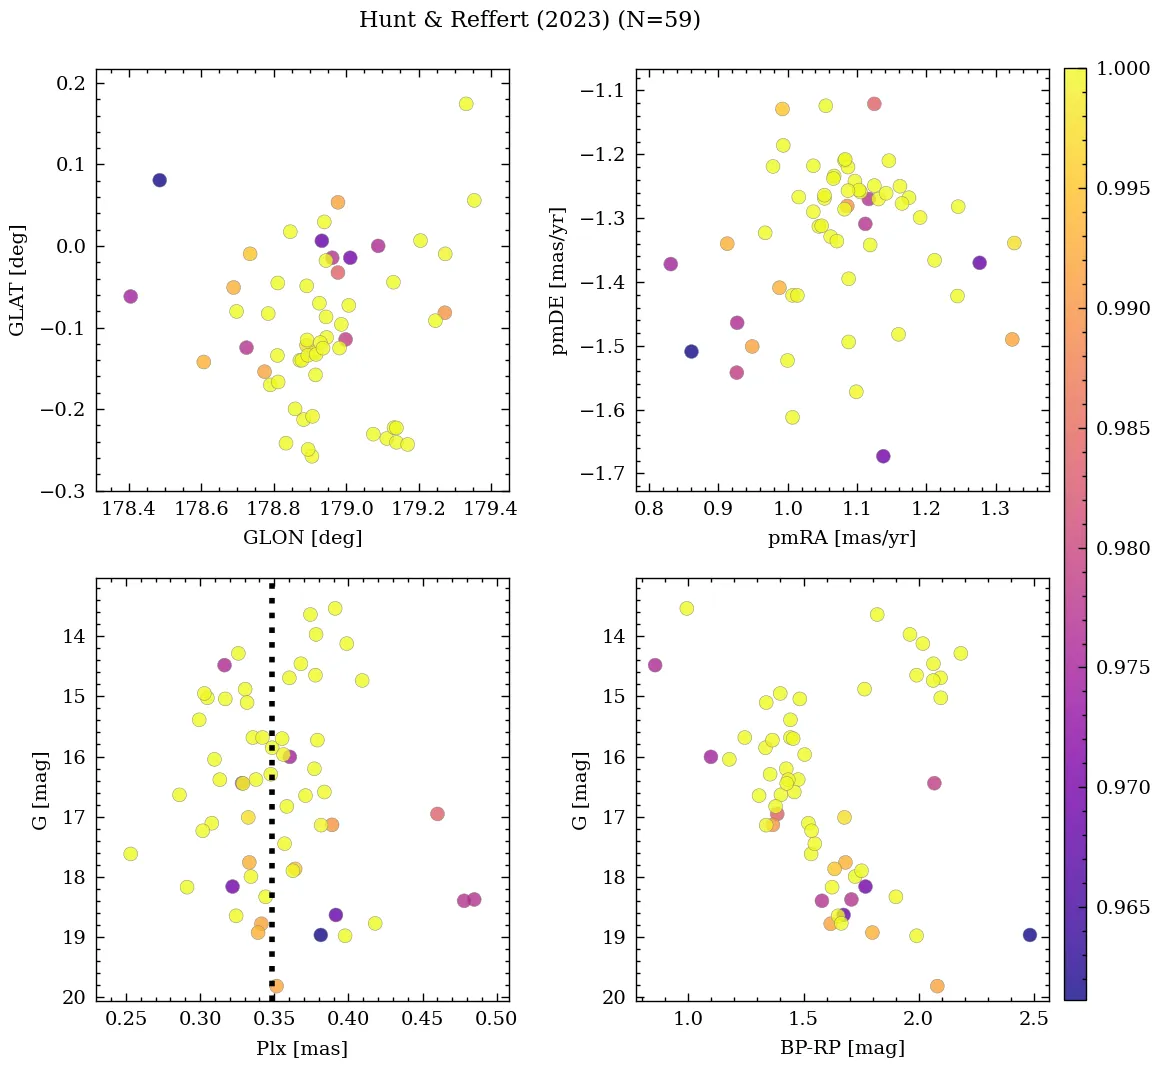 Hunt & Reffert (2023) (N=59)
0.2
0.1
0.0
−0.1
−0.2
−0.3
GLAT [deg]
178.4 178.6 178.8 179.0 179.2 179.4
GLON [deg]
−1.1
−1.2
−1.3
−1.4
−1.5
−1.6
−1.7
pmDE [mas/yr]
0.8 0.9 1.0 1.1 1.2 1.3
pmRA [mas/yr]
14
15
16
17
18
19
20
G [mag]
0.25 0.30 0.35 0.40 0.45 0.50
Plx [mas]
14
15
16
17
18
19
20
G [mag]
1.0 1.5 2.0 2.5
BP-RP [mag]
1.000
0.995
0.990
0.985
0.980
0.975
0.970
0.965